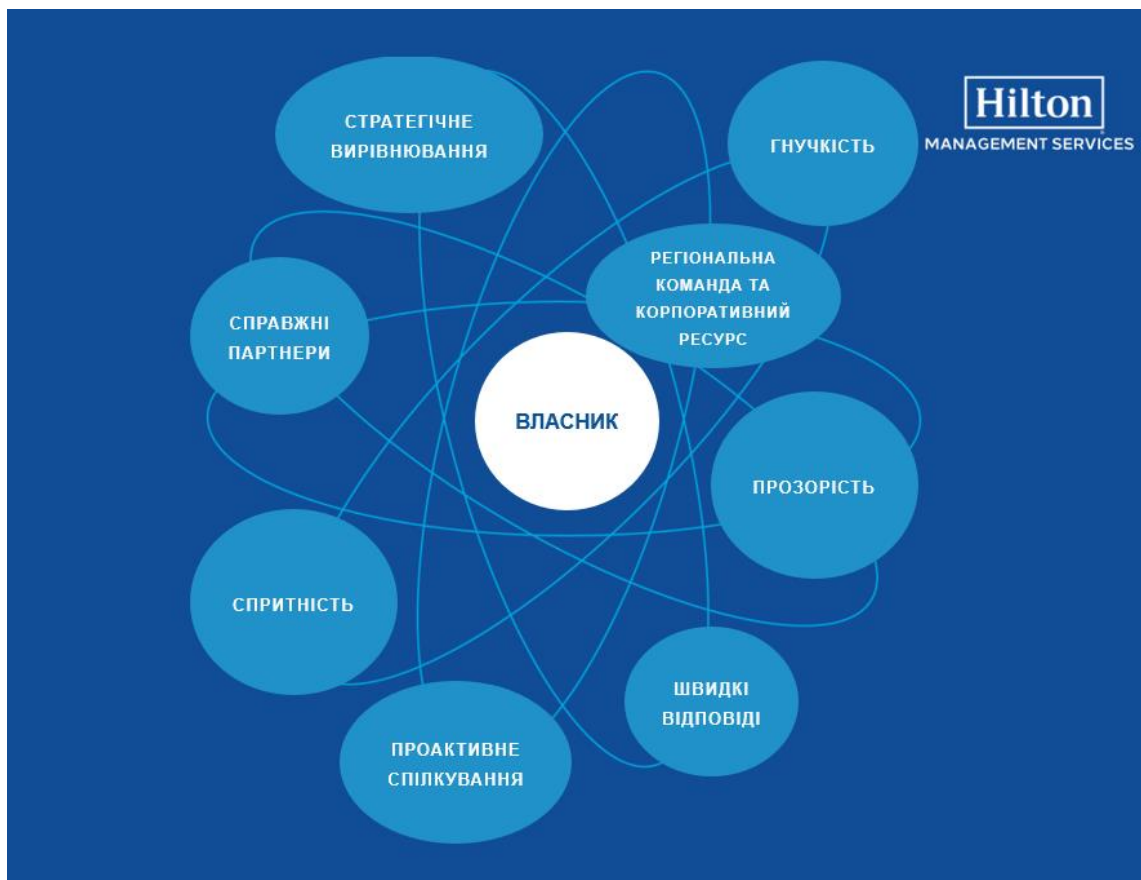 СТРАТЕГІЧНЕ
ВИРІВНЮВАННЯ
ГНУЧКІСТЬ
Hilton
MANAGEMENT SERVICES
РЕГІОНАЛЬНА
КОМАНДА ТА
КОРПОРАТИВНИЙ
РЕСУРС
СПРАВЖНІ
ПАРТНЕРИ
ВЛАСНИК
ПРОЗОРІСТЬ
СПРИТНІСТЬ
ШВИДКІ
ВІДПОВІДІ
ПРОАКТИВНЕ
СПІЛКУВАННЯ